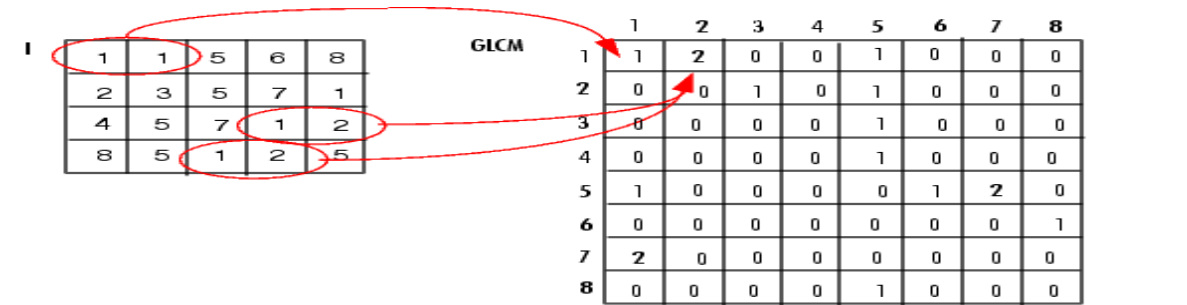 1 2 3 4 5 6 7 8
I GLCM
1 1 5 6 8
1 1 2 0 0 1 0 0 0
2 3 5 7 1
2 0 0 1 0 1 0 0 0
4 5 7 1 2
3 0 0 0 0 1 0 0 0
8 5 1 2 5
4 0 0 0 0 1 0 0 0
5 1 0 0 0 0 1 2 0
6 0 0 0 0 0 0 0 1
7 2 0 0 0 0 0 0 0
8 0 0 0 0 1 0 0 0